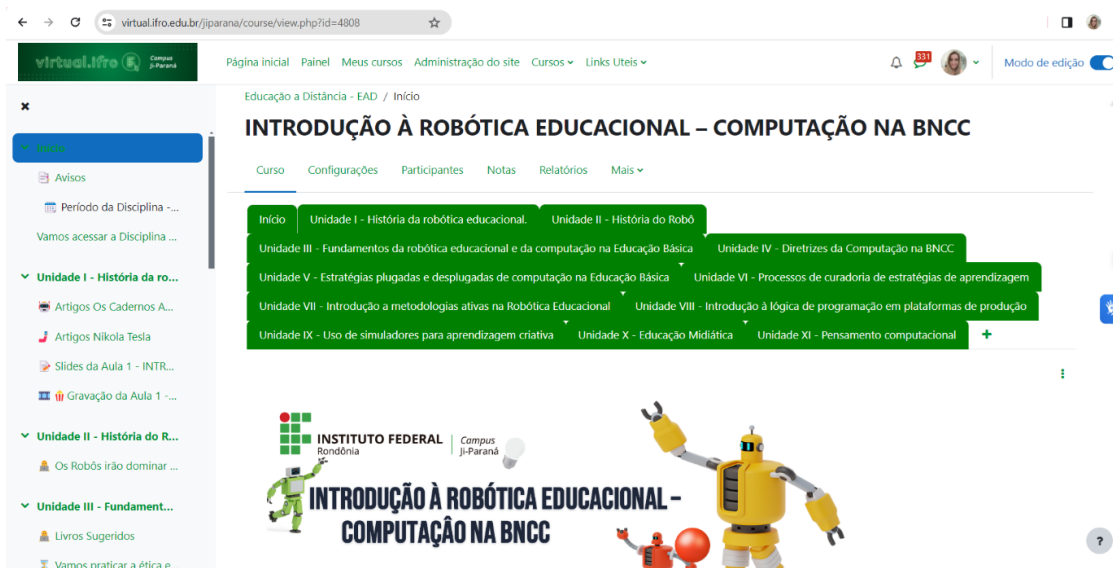 virtual.ifro.edu.br/jiparana/course/view.php?id=4808
virtual.ifro Campus Ji-Paraná
Página inicial Painel Meus cursos Administração do site Cursos Links Uteis 331 Modo de edição
Educação a Distância - EAD / Início
INTRODUÇÃO À ROBÓTICA EDUCACIONAL – COMPUTAÇÃO NA BNCC
Curso Configurações Participantes Notas Relatórios Mais
Início
Avisos
Período da Disciplina -...
Vamos acessar a Disciplina ...
Unidade I - História da ro...
Artigos Os Cadernos A...
Artigos Nikola Tesla
Slides da Aula 1 - INTR...
Gravação da Aula 1 -...
Unidade II - História do R...
Os Robôs irão dominar ...
Unidade III - Fundament...
Livros Sugeridos
Vamos praticar a ética e
Início Unidade I - História da robótica educacional. Unidade II - História do Robô
Unidade III - Fundamentos da robótica educacional e da computação na Educação Básica Unidade IV - Diretrizes da Computação na BNCC
Unidade V - Estratégias plugadas e desplugadas de computação na Educação Básica Unidade VI - Processos de curadoria de estratégias de aprendizagem
Unidade VII - Introdução a metodologias ativas na Robótica Educacional Unidade VIII - Introdução à lógica de programação em plataformas de produção
Unidade IX - Uso de simuladores para aprendizagem criativa Unidade X - Educação Midiática Unidade XI - Pensamento computacional +
INSTITUTO FEDERAL Campus
Rondônia Ji-Paraná
INTRODUÇÃO À ROBÓTICA EDUCACIONAL –
COMPUTAÇÂO NA BNCC
?